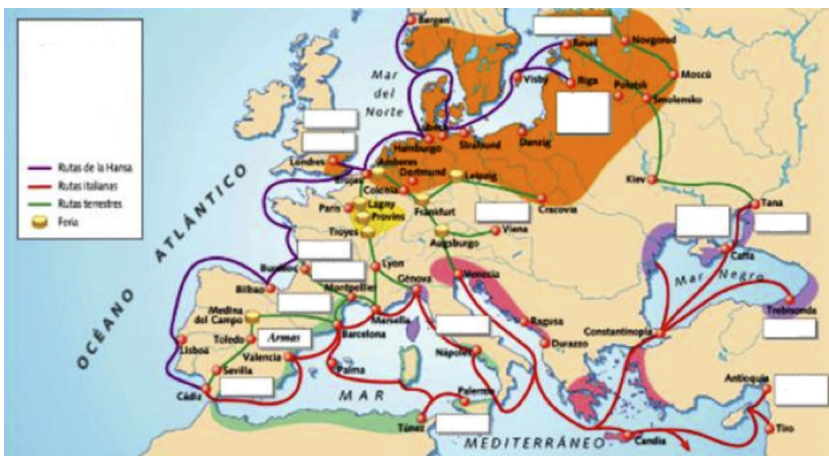 Bergen
Novgorod
Revel
Mar
del
Norte
Visby
Riga
Polotsk
Moscú
Smolensko
Hamburgo
Stralsund
Danzig
Londres
Amberes
Brujas
Dortmund
Colonia
Leipzig
Kiev
Rutas de la Hansa
Rutas italianas
Rutas terrestres
Feria
OCÉANO ATLÁNTICO
París
Lagny
Provins
Troyes
Frankfurt
Cracovia
Tana
Augsburgo
Viena
Caffa
Mar Negro
Lyon
Burdeos
Bilbao
Montpellier
Génova
Venecia
Trebisonda
Medina
del Campo
Marsella
Ragusa
Constantinopla
Toledo
Armas
Barcelona
Durazzo
Lisboa
Valencia
Nápoles
Sevilla
Palma
Antioquía
Cádiz
MAR
Palermo
Túnez
MEDITERRÁNEO
Candia
Tiro